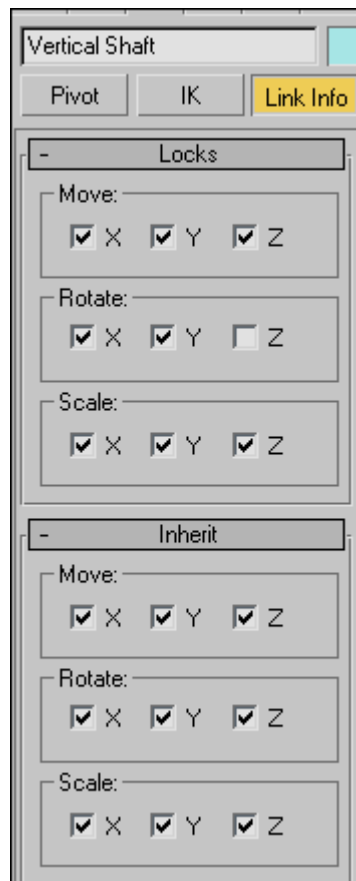 Vertical Shaft
Pivot IK Link Info
- Locks
Move:
X Y Z
Rotate:
X Y Z
Scale:
X Y Z
- Inherit
Move:
X Y Z
Rotate:
X Y Z
Scale:
X Y Z